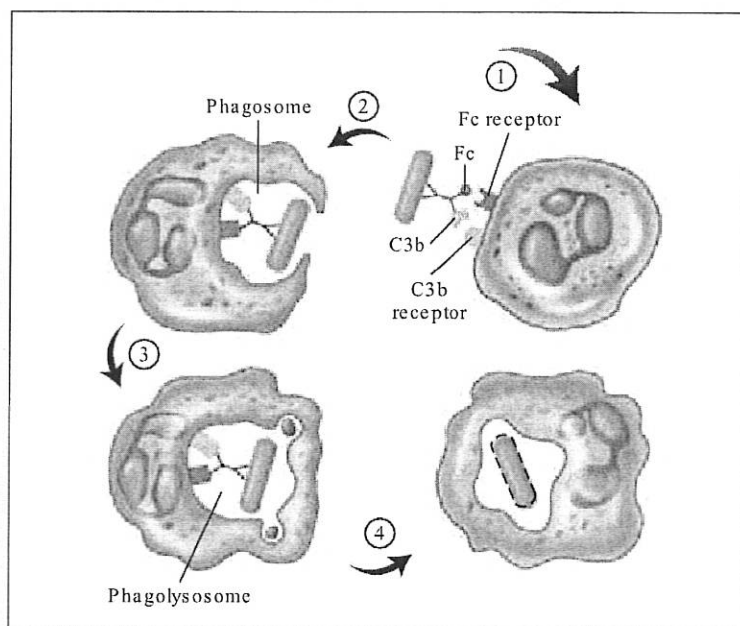 1
Phagosome
2
Fc receptor
Fc
C3b
C3b
receptor
3
4
Phagolysosome